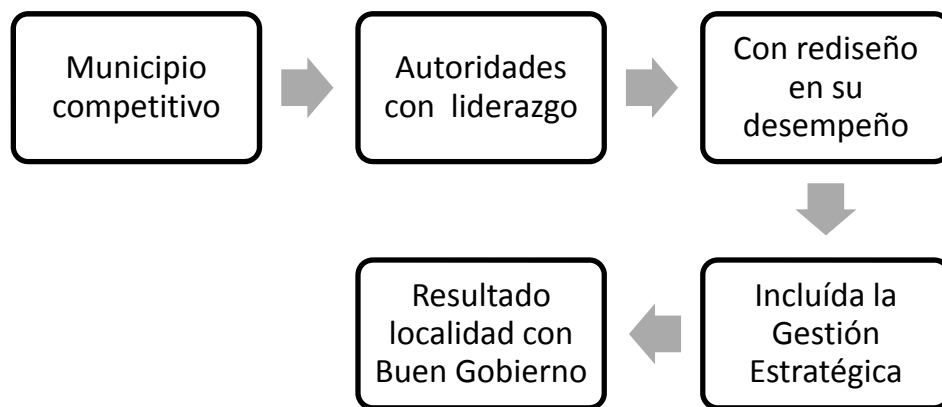 Municipio
competitivo
Autoridades
con liderazgo
Con rediseño
en su
desempeño
Incluída la
Gestión
Estratégica
Resultado
localidad con
Buen Gobierno